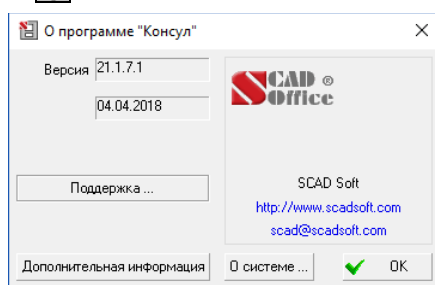 О программе "Консул"
Версия 21.1.7.1
04.04.2018
SCAD ®
Office
Поддержка ...
SCAD Soft
http://www.scadsoft.com
scad@scadsoft.com
Дополнительная информация
О системе ...
OK